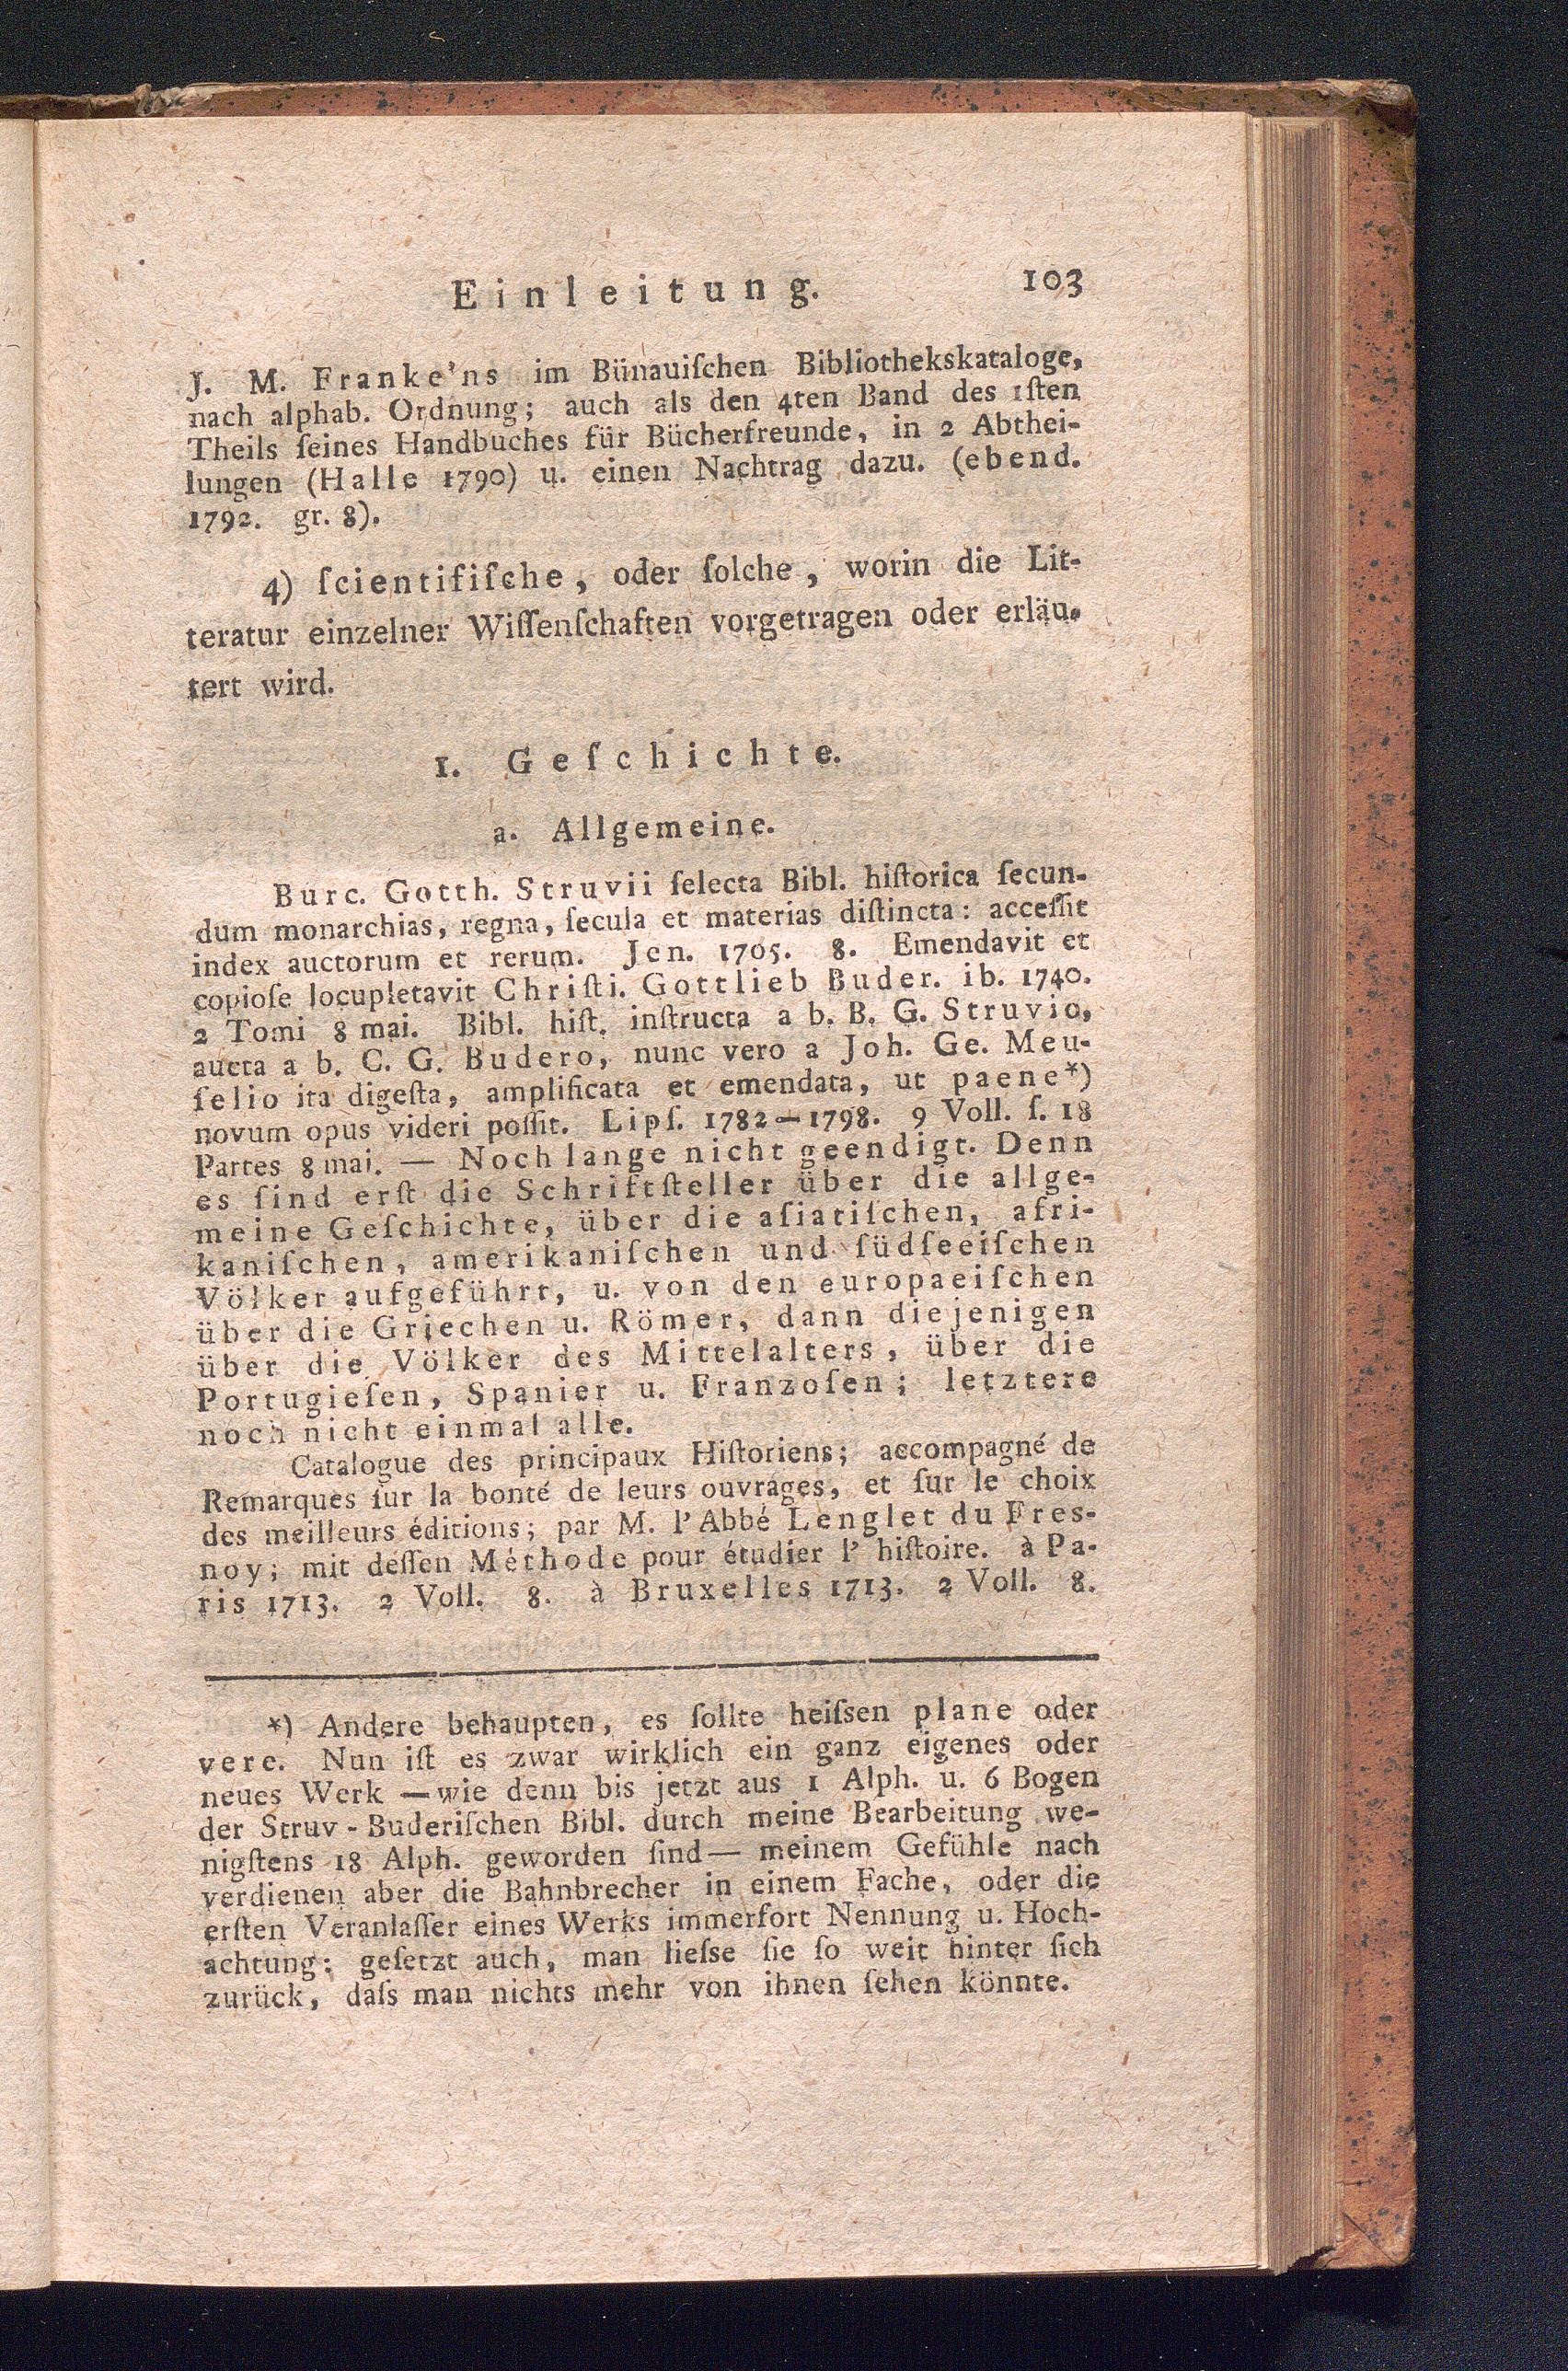 Einleitung. 103
J. M. Franke'ns im Bünauiſchen Bibliothekskataloge,
nach alphab. Ordnung; auch als den 4ten Band des 1ſten
Theils ſeines Handbuches für Bücherfreunde, in 2 Abthei-
lungen (Halle 1790) u. einen Nachtrag dazu. (ebend.
1792. gr. 8).
4) ſcientifiſche, oder ſolche, worin die Lit-
teratur einzelner Wiſſenſchaften vorgetragen oder erläu-
tert wird.
1. Geſchichte.
a. Allgemeine.
Burc. Gotth. Struvii ſelecta Bibl. hiſtorica ſecun-
dum monarchias, regna, ſecula et materias diſtincta: acceſſit
index auctorum et rerum. Jen. 1705. 8. Emendavit et
copioſe locupletavit Chriſti. Gottlieb Buder. ib. 1740.
2 Tomi 8 mai. Bibl. hiſt. inſtructa a b. B. G. Struvio,
aucta a b. C. G. Budero, nunc vero a Joh. Ge. Meu-
ſelio ita digeſta, amplificata et emendata, ut paene*)
novum opus videri poſſit. Lipſ. 1782–1798. 9 Voll. ſ. 18
Partes 8 mai. — Noch lange nicht geendigt. Denn
es ſind erſt die Schriftſteller über die allge-
meine Geſchichte, über die aſiatiſchen, afri-
kaniſchen, amerikaniſchen und ſüdſeeiſchen
Völker aufgeführt, u. von den europaeiſchen
über die Griechen u. Römer, dann diejenigen
über die Völker des Mittelalters, über die
Portugieſen, Spanier u. Franzoſen; letztere
noch nicht einmal alle.
Catalogue des principaux Hiſtoriens; accompagné de
Remarques ſur la bonté de leurs ouvrages, et ſur le choix
des meilleurs éditions; par M. l'Abbé Lenglet du Fres-
noy; mit deſſen Méthode pour étudier l' hiſtoire. à Pa-
ris 1713. 2 Voll. 8. à Bruxelles 1713. 2 Voll. 8.
*) Andere behaupten, es ſollte heiſsen plane oder
vere. Nun iſt es zwar wirklich ein ganz eigenes oder
neues Werk —wie denn bis jetzt aus 1 Alph. u. 6 Bogen
der Struv-Buderiſchen Bibl. durch meine Bearbeitung we-
nigſtens 18 Alph. geworden ſind— meinem Gefühle nach
verdienen aber die Bahnbrecher in einem Fache, oder die
erſten Veranlaſſer eines Werks immerfort Nennung u. Hoch-
achtung: geſetzt auch, man lieſse ſie ſo weit hinter ſich
zurück, daſs man nichts mehr von ihnen ſehen könnte.